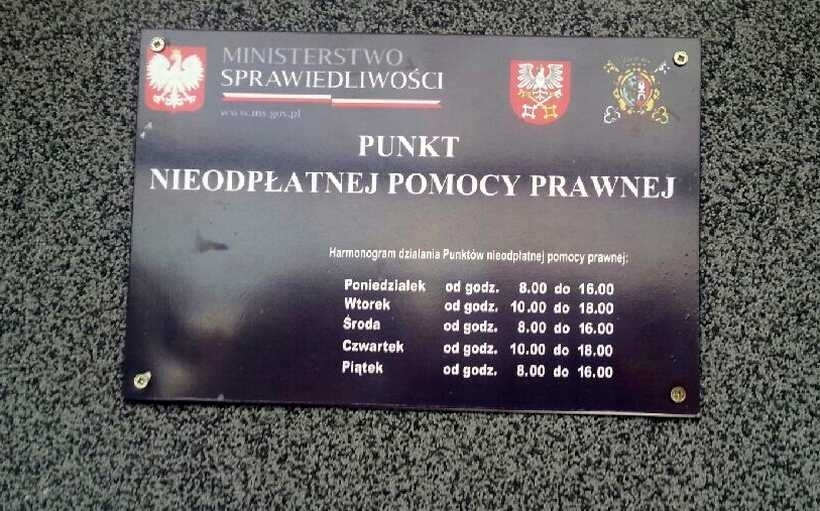 MINISTERSTWO
SPRAWIEDLIWOŚCI
www.ms.gov.pl
PUNKT
NIEODPŁATNEJ POMOCY PRAWNEJ
Harmonogram działania Punktów nieodpłatnej pomocy prawnej:
Poniedziałek od godz. 8.00 do 16.00
Wtorek od godz. 10.00 do 18.00
Środa od godz. 8.00 do 16.00
Czwartek od godz. 10.00 do 18.00
Piątek od godz. 8.00 do 16.00